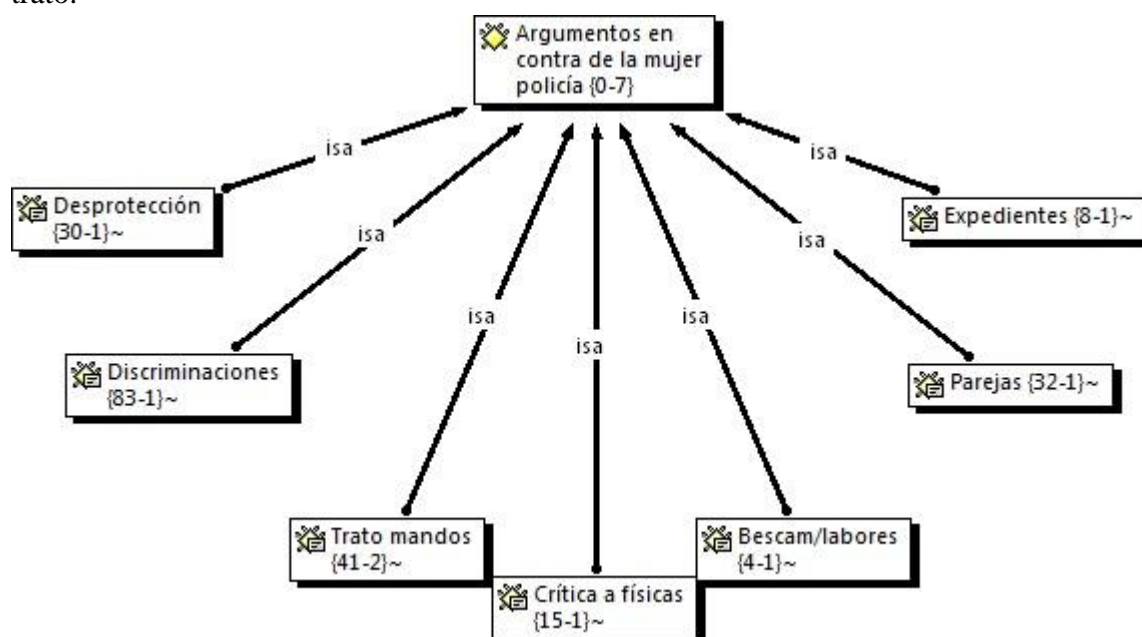 trato.
Argumentos en
contra de la mujer
policía {0-7}
isa
isa
Desprotección
{30-1}~
Expedientes {8-1}~
isa
isa
isa
isa
isa
Discriminaciones
{83-1}~
Parejas {32-1}~
Trato mandos
{41-2}~
Bescam/labores
{4-1}~
Crítica a físicas
{15-1}~